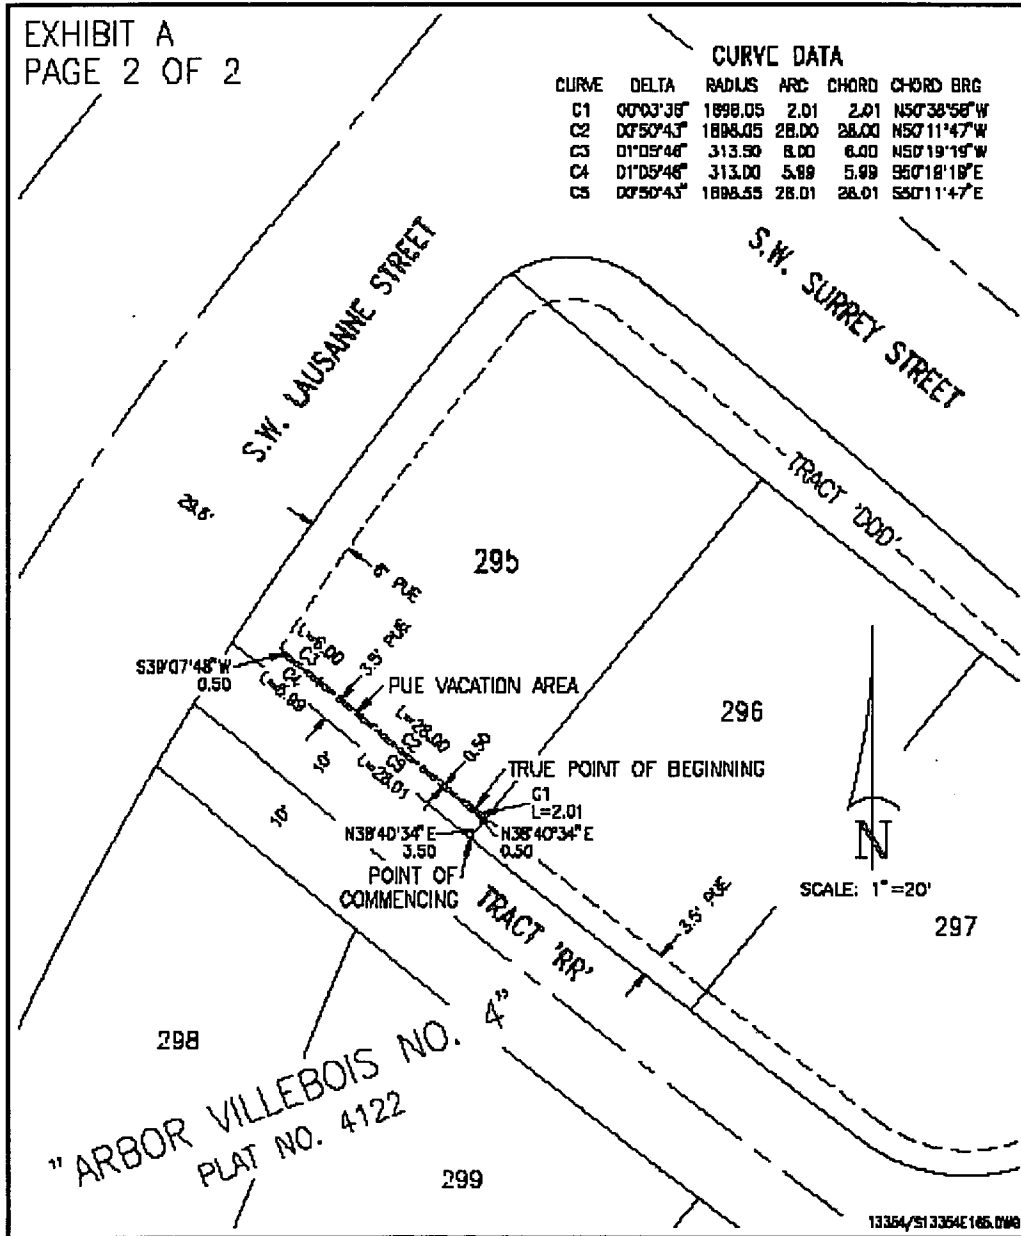 EXHIBIT A
PAGE 2 OF 2
CURVE DATA
CURVE DELTA RADIUS ARC CHORD CHORD BRG
C1 00°03'38" 1898.05 2.01 2.01 N50°38'58"W
C2 00°50'43" 1898.05 28.00 28.00 N50°11'47"W
C3 01°05'46" 313.50 6.00 6.00 N50°19'19"W
C4 01°05'46" 313.00 5.99 5.99 S50°19'19"E
C5 00°50'43" 1898.55 28.01 28.01 S50°11'47"E
S.W. LAUSANNE STREET
S.W. SURREY STREET
TRACT 'DDD'
29.5'
295
6' PUE
L=6.00
C3
3.5' PUE
S39°07'48"W
0.50
C4
L=5.99
PUE VACATION AREA
296
L=28.00
C2
0.50
C5
L=28.01
10'
TRUE POINT OF BEGINNING
C1
L=2.01
10'
N38°40'34"E
3.50
N38°40'34"E
0.50
POINT OF
COMMENCING
N
SCALE: 1"=20'
TRACT 'RR'
3.5' PUE
297
298
"ARBOR VILLEBOIS NO. 4"
PLAT NO. 4122
299
13354/S13354E165.DWG